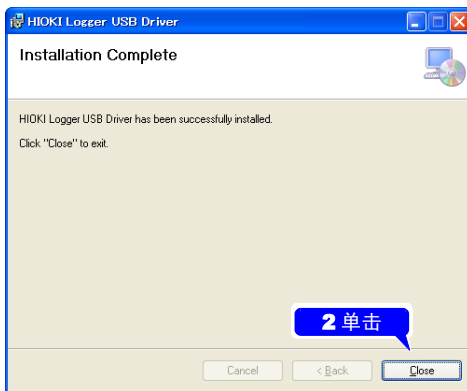 HIOKI Logger USB Driver
Installation Complete
HIOKI Logger USB Driver has been successfully installed.
Click "Close" to exit.
2 单击
Cancel
< Back
Close